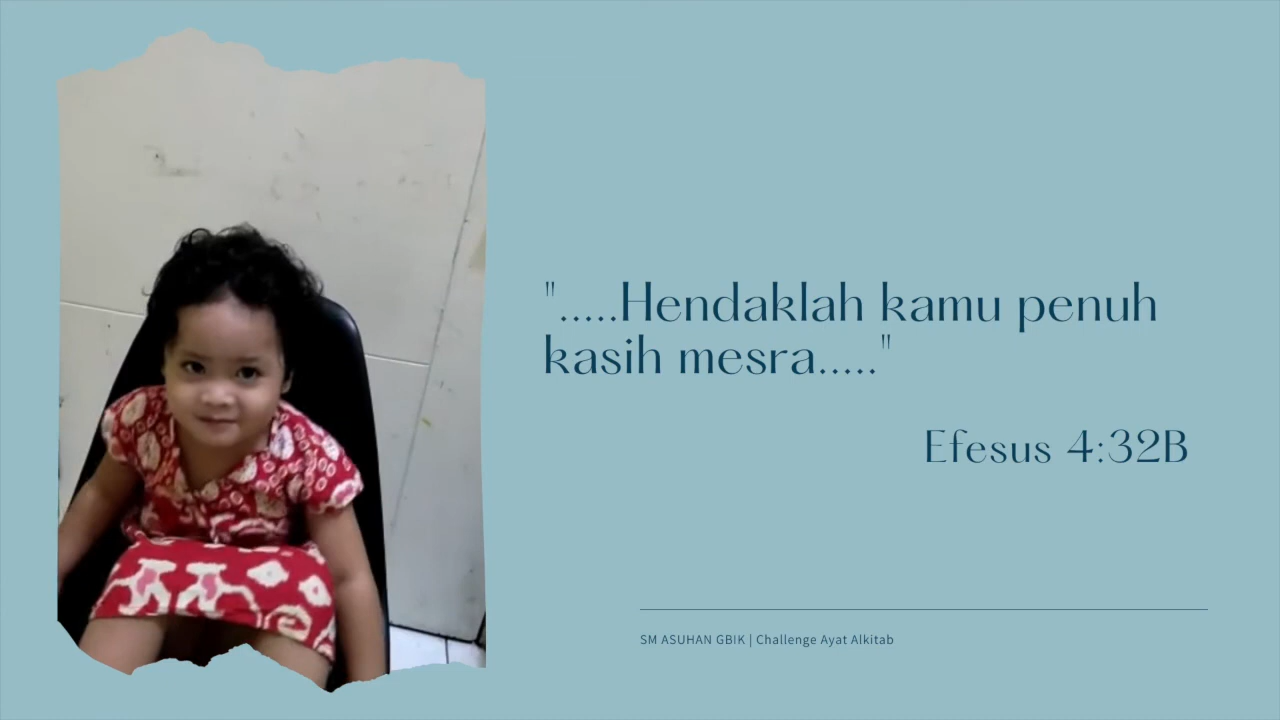 ".....Hendaklah kamu penuh
kasih mesra....."
Efesus 4:32B
SM ASUHAN GBIK | Challenge Ayat Alkitab